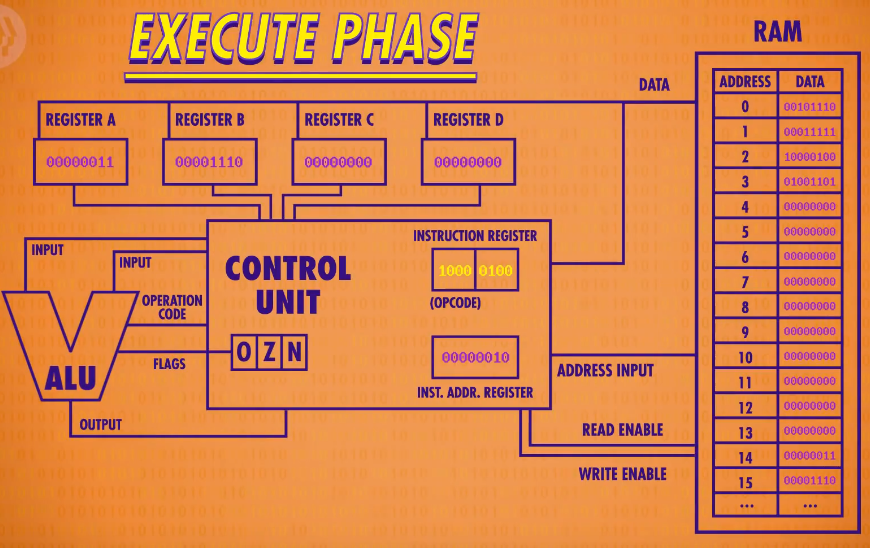 EXECUTE PHASE
RAM
DATA
REGISTER A
REGISTER B
REGISTER C
REGISTER D
00000011
00001110
00000000
00000000
INPUT
INPUT
OPERATION
CODE
FLAGS
ALU
OUTPUT
CONTROL
UNIT
O Z N
INSTRUCTION REGISTER
1000 0100
(OPCODE)
00000010
INST. ADDR. REGISTER
ADDRESS INPUT
READ ENABLE
WRITE ENABLE
ADDRESS DATA
0 00101110
1 00011111
2 10000100
3 01001101
4 00000000
5 00000000
6 00000000
7 00000000
8 00000000
9 00000000
10 00000000
11 00000000
12 00000000
13 00000000
14 00000011
15 00001110
... ...